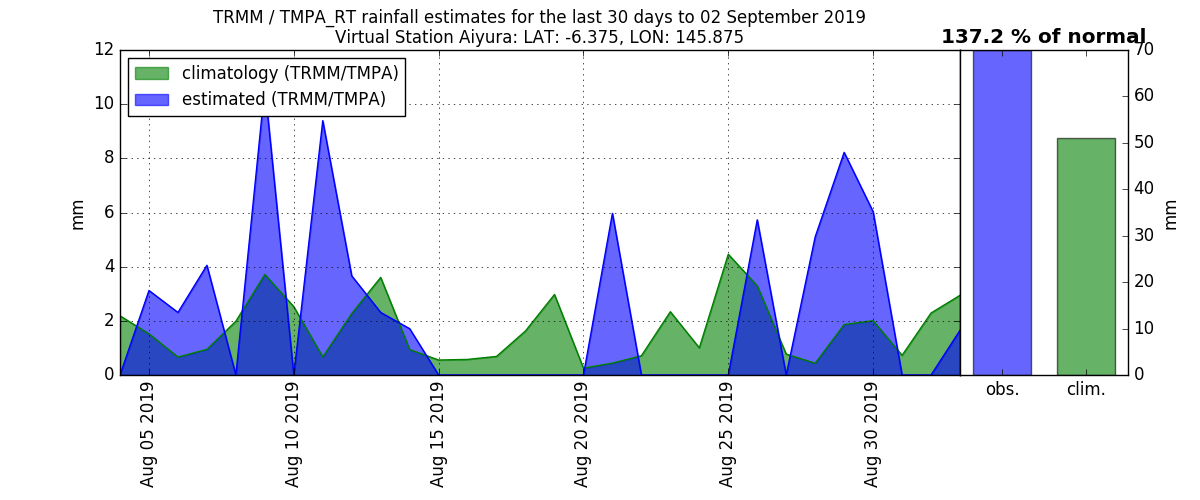 TRMM / TMPA_RT rainfall estimates for the last 30 days to 02 September 2019
Virtual Station Aiyura: LAT: -6.375, LON: 145.875
137.2 % of normal
climatology (TRMM/TMPA)
estimated (TRMM/TMPA)
12
10
8
6
4
2
0
mm
Aug 05 2019
Aug 10 2019
Aug 15 2019
Aug 20 2019
Aug 25 2019
Aug 30 2019
70
60
50
40
30
20
10
0
mm
obs.
clim.